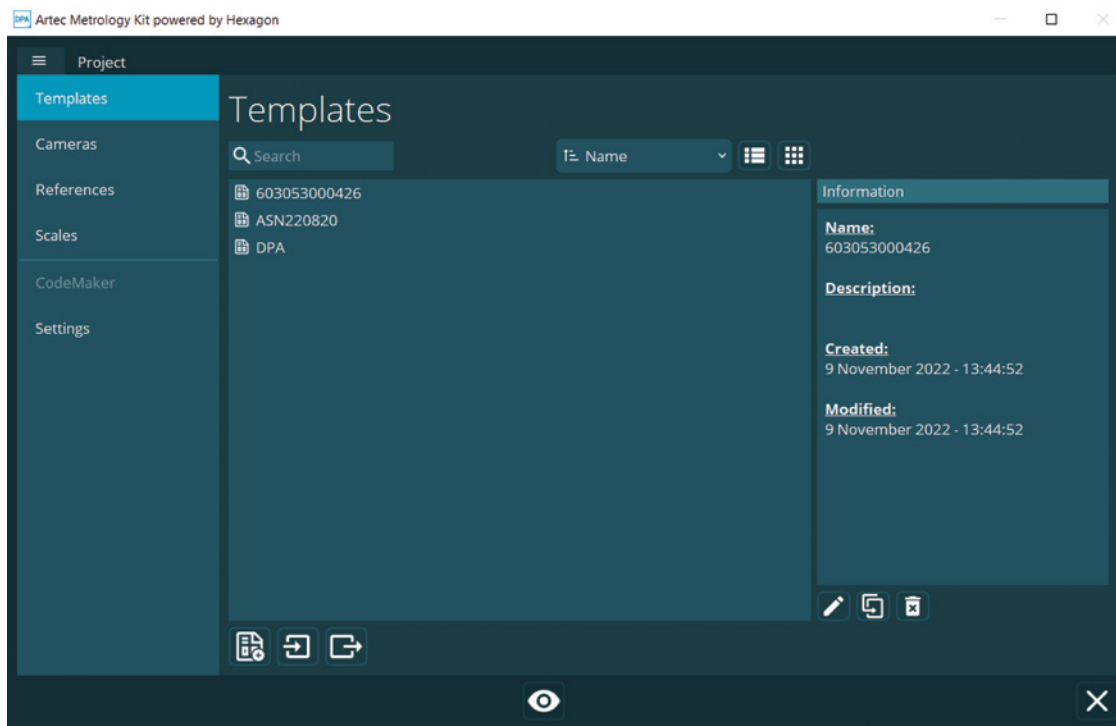 DPA Artec Metrology Kit powered by Hexagon
Project
Templates
Cameras
References
Scales
CodeMaker
Settings
Templates
Search
Name
603053000426
ASN220820
DPA
Information
Name:
603053000426
Description:
Created:
9 November 2022 - 13:44:52
Modified:
9 November 2022 - 13:44:52